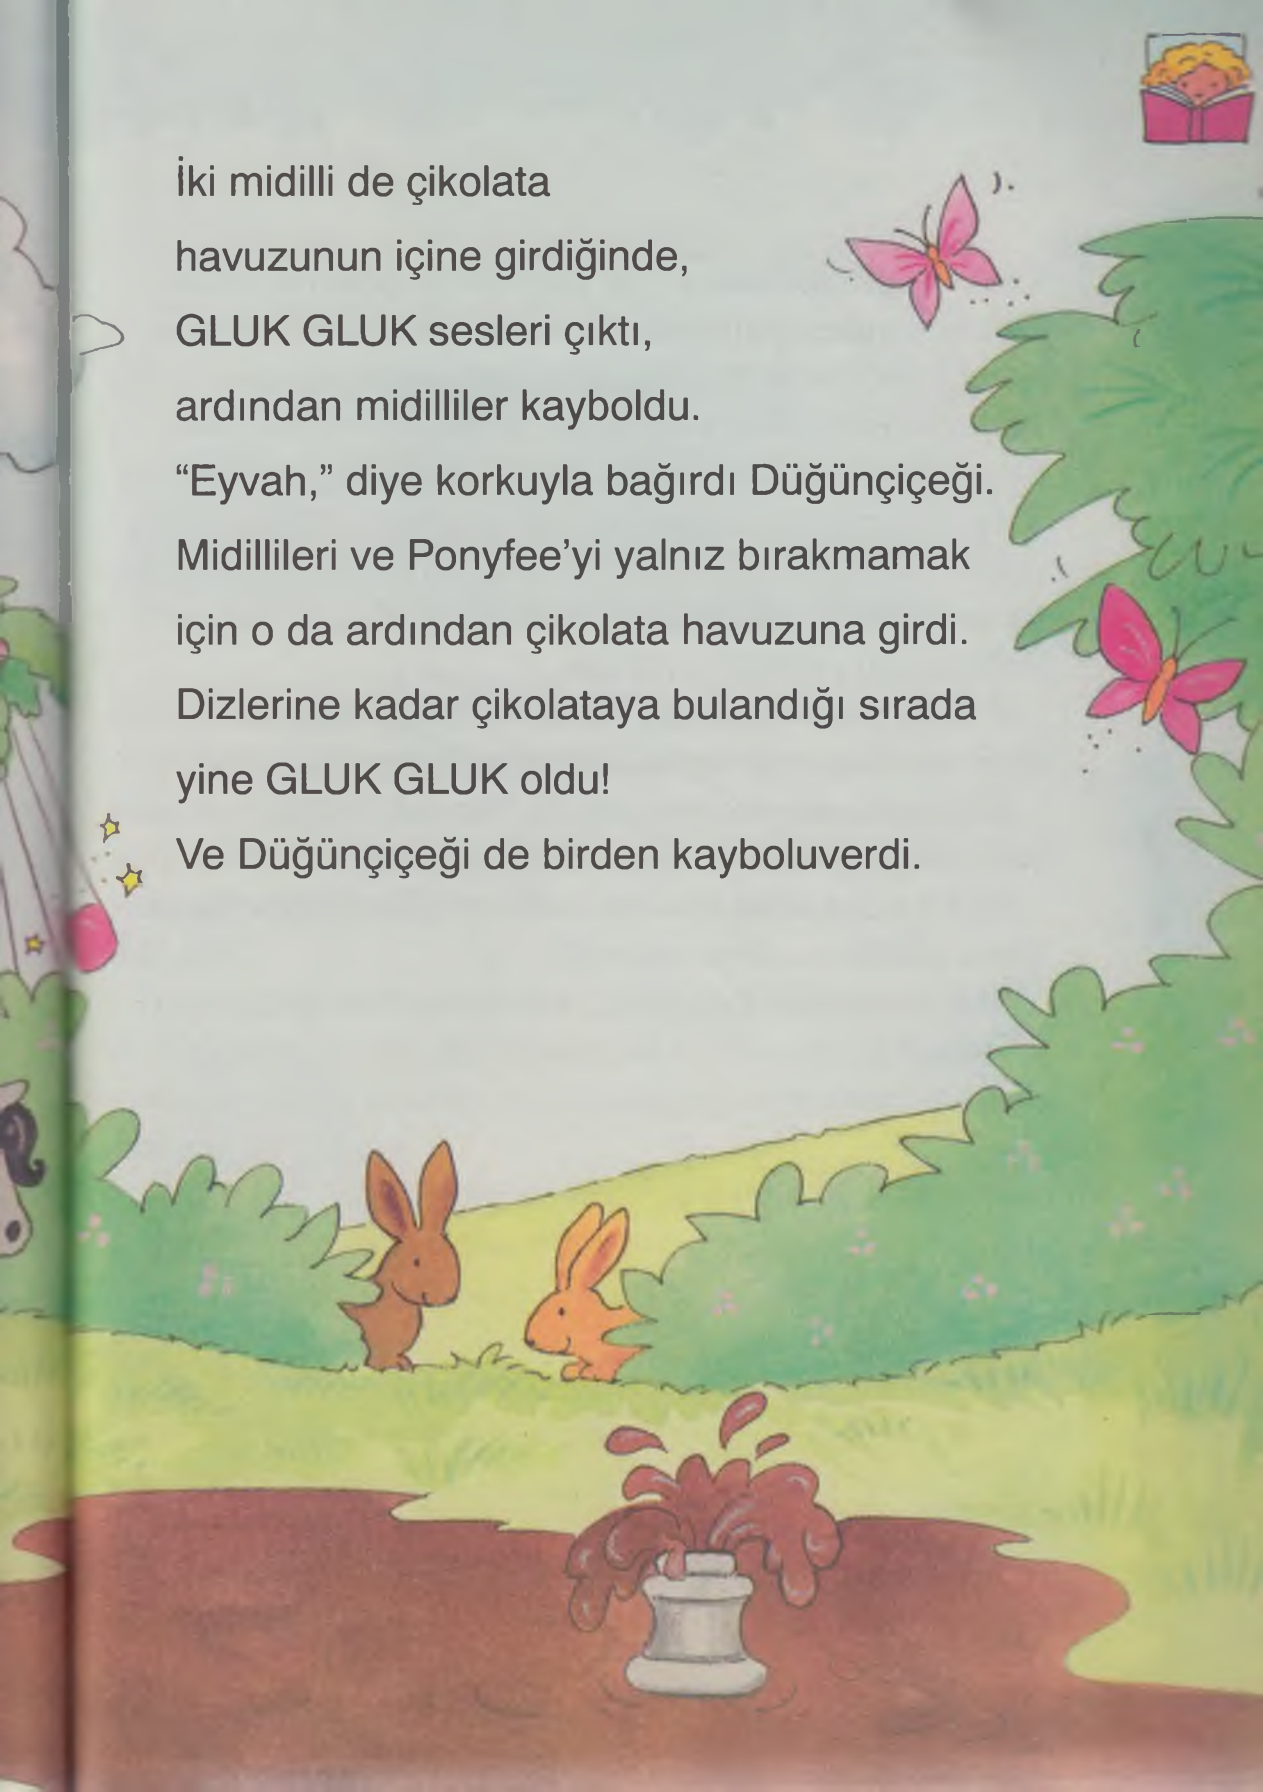 İki midilli de çikolata
havuzunun içine girdiğinde,
GLUK GLUK sesleri çıktı,
ardından midilliler kayboldu.
“Eyvah,” diye korkuyla bağırdı Düğünçiçeği.
Midillileri ve Ponyfee’yi yalnız bırakmamak
için o da ardından çikolata havuzuna girdi.
Dizlerine kadar çikolataya bulandığı sırada
yine GLUK GLUK oldu!
Ve Düğünçiçeği de birden kayboluverdi.